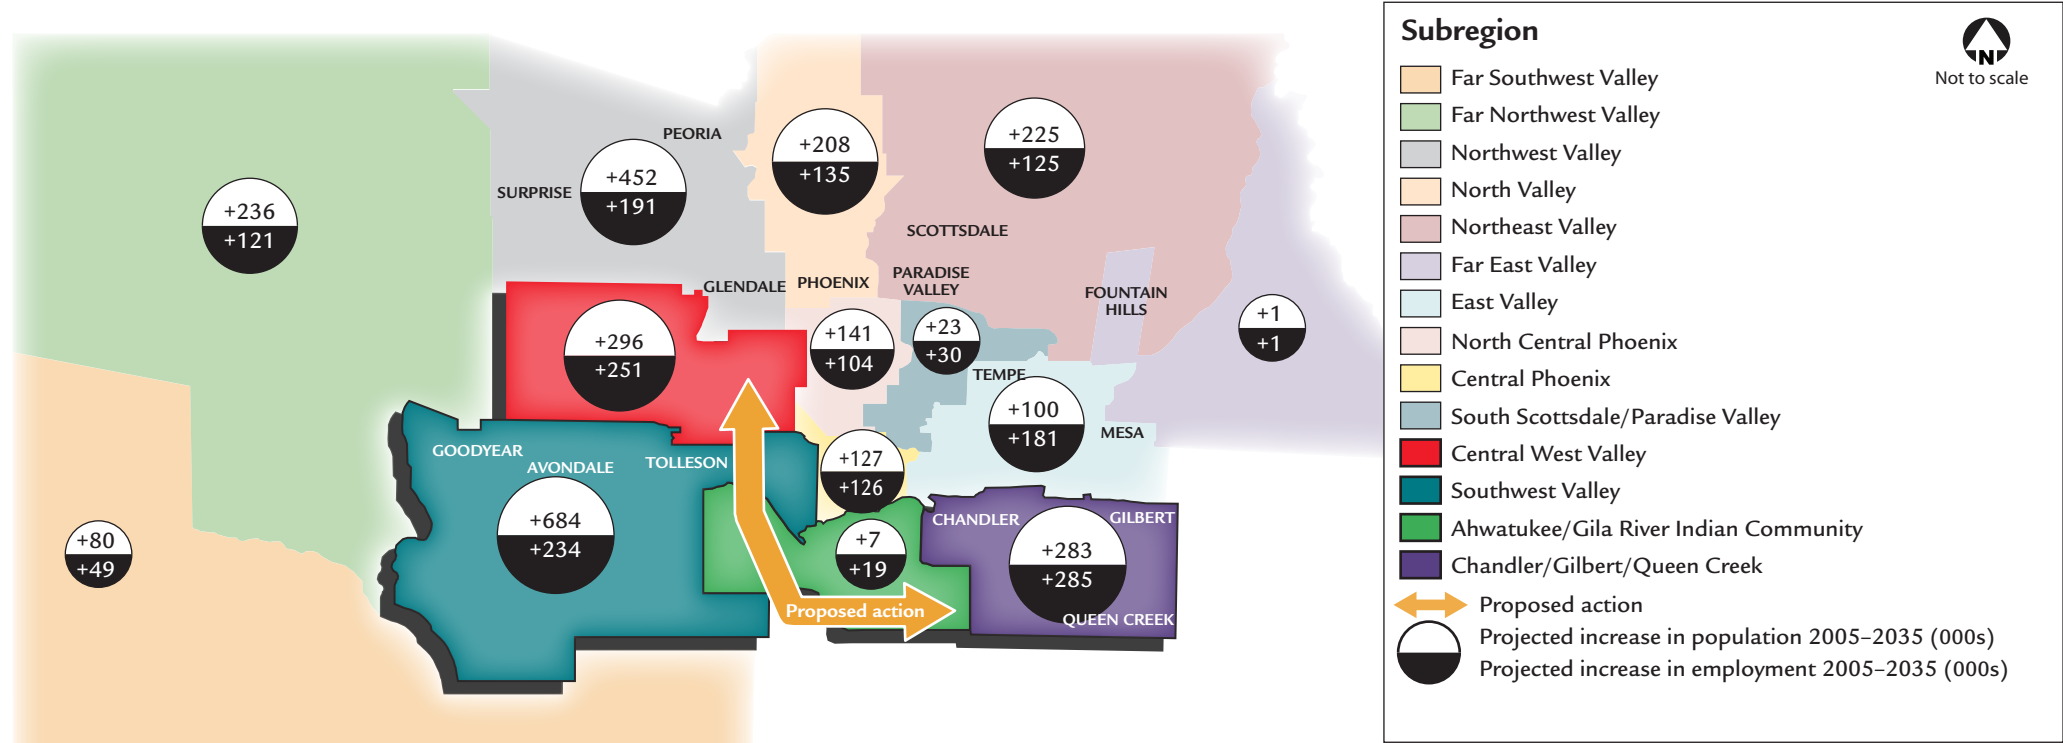 PEORIA
SURPRISE
+452
+191
+208
+135
+225
+125
+236
+121
SCOTTSDALE
GLENDALE
PHOENIX
PARADISE
VALLEY
FOUNTAIN
HILLS
+296
+251
+141
+104
+23
+30
+1
+1
TEMPE
+100
+181
MESA
GOODYEAR
AVONDALE
TOLLESON
+127
+126
+684
+234
CHANDLER
GILBERT
+80
+49
+7
+19
+283
+285
QUEEN CREEK
Proposed action
Subregion
N
Not to scale
Far Southwest Valley
Far Northwest Valley
Northwest Valley
North Valley
Northeast Valley
Far East Valley
East Valley
North Central Phoenix
Central Phoenix
South Scottsdale/Paradise Valley
Central West Valley
Southwest Valley
Ahwatukee/Gila River Indian Community
Chandler/Gilbert/Queen Creek
Proposed action
Projected increase in population 2005–2035 (000s)
Projected increase in employment 2005–2035 (000s)